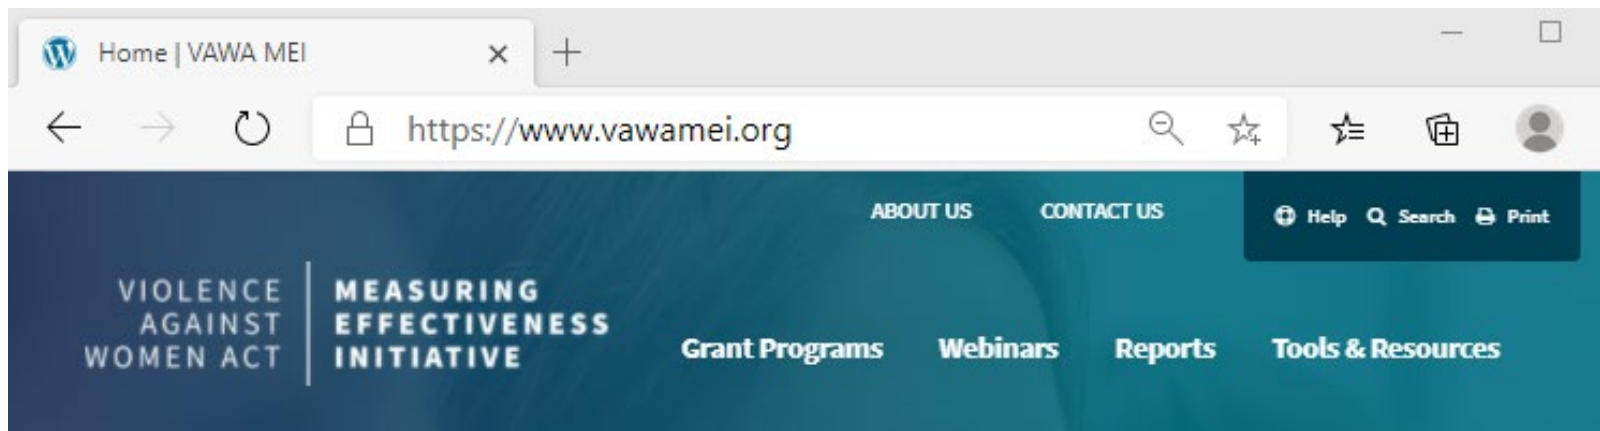 Home | VAWA MEI
https://www.vawamei.org
ABOUT US CONTACT US Help Search Print
VIOLENCE AGAINST WOMEN ACT
MEASURING EFFECTIVENESS INITIATIVE
Grant Programs Webinars Reports Tools & Resources